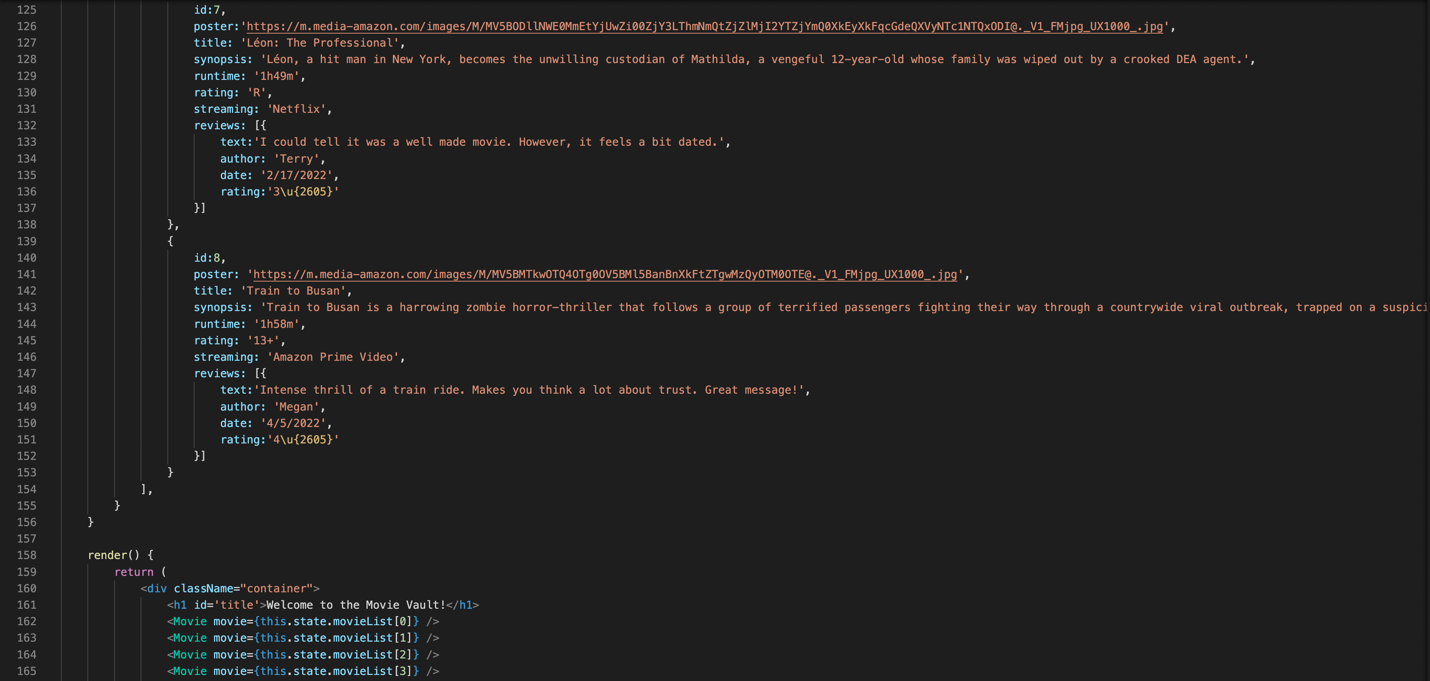 125 id:7,
126 poster:'https://m.media-amazon.com/images/M/MV5BODllNWE0MmEtYjUwZi00ZjY3LThmNmQtZjZlMjI2YTZjYmQ0XkEyXkFqcGdeQXVyNTc1NTQxODI@._V1_FMjpg_UX1000_.jpg',
127 title: 'Léon: The Professional',
128 synopsis: 'Léon, a hit man in New York, becomes the unwilling custodian of Mathilda, a vengeful 12-year-old whose family was wiped out by a crooked DEA agent.',
129 runtime: '1h49m',
130 rating: 'R',
131 streaming: 'Netflix',
132 reviews: [{
133 text:'I could tell it was a well made movie. However, it feels a bit dated.',
134 author: 'Terry',
135 date: '2/17/2022',
136 rating:'3\u{2605}'
137 }]
138 },
139 {
140 id:8,
141 poster: 'https://m.media-amazon.com/images/M/MV5BMTkwOTQ4OTg0OV5BMl5BanBnXkFtZTgwMzQyOTM0OTE@._V1_FMjpg_UX1000_.jpg',
142 title: 'Train to Busan',
143 synopsis: 'Train to Busan is a harrowing zombie horror-thriller that follows a group of terrified passengers fighting their way through a countrywide viral outbreak, trapped on a suspici
144 runtime: '1h58m',
145 rating: '13+',
146 streaming: 'Amazon Prime Video',
147 reviews: [{
148 text:'Intense thrill of a train ride. Makes you think a lot about trust. Great message!',
149 author: 'Megan',
150 date: '4/5/2022',
151 rating:'4\u{2605}'
152 }]
153 }
154 ],
155 }
156 }
157
158 render() {
159 return (
160 <div className="container">
161 <h1 id='title'>Welcome to the Movie Vault!</h1>
162 <Movie movie={this.state.movieList[0]} />
163 <Movie movie={this.state.movieList[1]} />
164 <Movie movie={this.state.movieList[2]} />
165 <Movie movie={this.state.movieList[3]} />